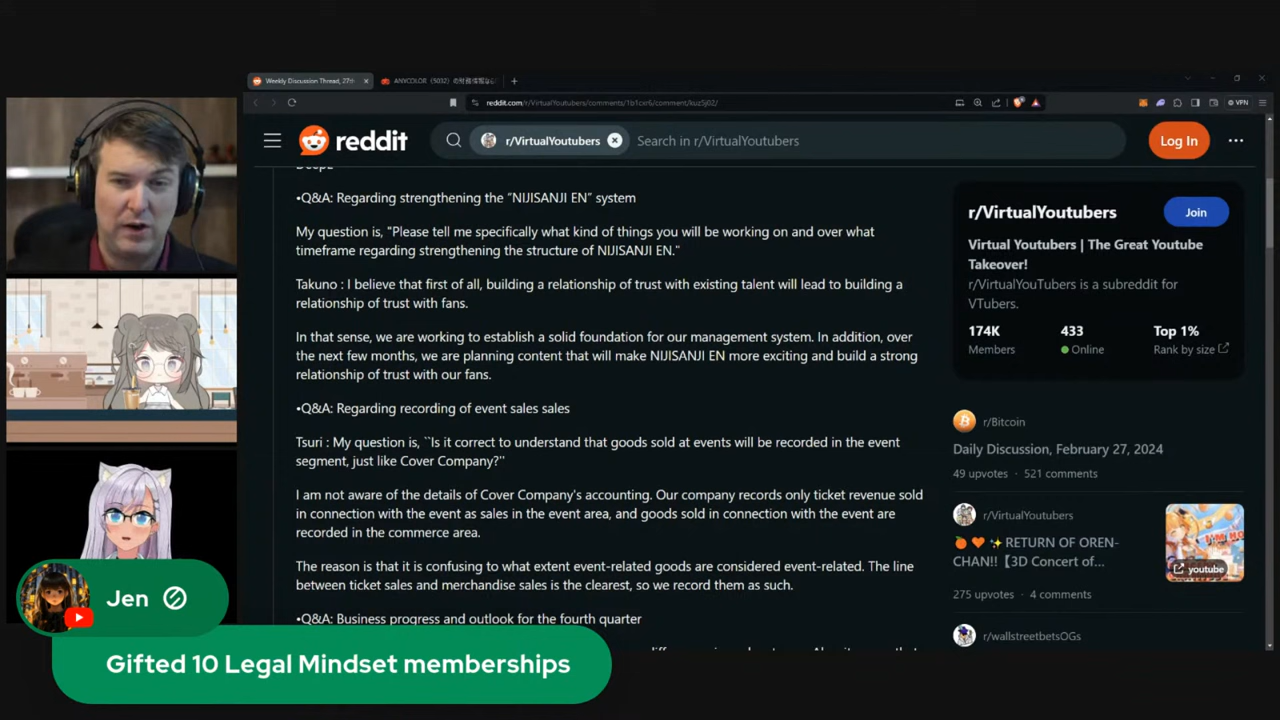 Weekly Discussion Thread, 27th
ANYCOLOR
reddit.com/r/VirtualYoutubers/comments/1b1cxr6/comment/kuz5j02/
VPN
reddit
r/VirtualYoutubers
Search in r/VirtualYoutubers
Log In
•Q&A: Regarding strengthening the “NIJISANJI EN” system
My question is, "Please tell me specifically what kind of things you will be working on and over what
timeframe regarding strengthening the structure of NIJISANJI EN."
Takuno : I believe that first of all, building a relationship of trust with existing talent will lead to building a
relationship of trust with fans.
In that sense, we are working to establish a solid foundation for our management system. In addition, over
the next few months, we are planning content that will make NIJISANJI EN more exciting and build a strong
relationship of trust with our fans.
•Q&A: Regarding recording of event sales sales
Tsuri : My question is, ``Is it correct to understand that goods sold at events will be recorded in the event
segment, just like Cover Company?''
I am not aware of the details of Cover Company's accounting. Our company records only ticket revenue sold
in connection with the event as sales in the event area, and goods sold in connection with the event are
recorded in the commerce area.
The reason is that it is confusing to what extent event-related goods are considered event-related. The line
between ticket sales and merchandise sales is the clearest, so we record them as such.
•Q&A: Business progress and outlook for the fourth quarter
r/VirtualYoutubers
Join
Virtual Youtubers | The Great Youtube
Takeover!
r/VirtualYouTubers is a subreddit for
VTubers.
174K
433
Top 1%
Members
Online
Rank by size
r/Bitcoin
Daily Discussion, February 27, 2024
49 upvotes · 521 comments
r/VirtualYoutubers
🍊 🧡 ✨RETURN OF OREN-
CHAN!!【3D Concert of...
youtube
275 upvotes · 4 comments
r/wallstreetbetsOGs
Jen
Gifted 10 Legal Mindset memberships